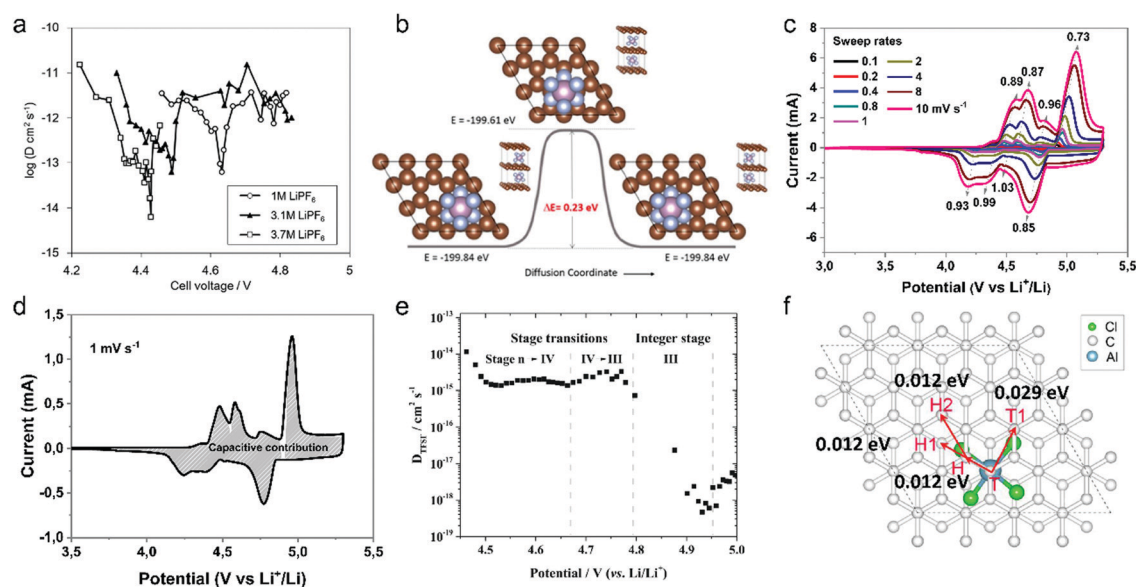 a
-10
-11
-12
-13
-14
-15
log (D cm² s⁻¹)
1M LiPF₆
3.1M LiPF₆
3.7M LiPF₆
4.2 4.4 4.6 4.8 5
Cell voltage / V
b
E = -199.61 eV
ΔE= 0.23 eV
E = -199.84 eV
E = -199.84 eV
Diffusion Coordinate
c
8
6
4
2
0
-2
-4
-6
Current (mA)
Sweep rates
0.1
0.2
0.4
0.8
1
2
4
8
10 mV s⁻¹
0.73
0.89
0.87
0.96
0.93
0.99
1.03
0.85
3,0 3,5 4,0 4,5 5,0
Potential (V vs Li⁺/Li)
d
1,5
1,0
0,5
0,0
-0,5
-1,0
Current (mA)
1 mV s⁻¹
Capacitive contribution
3,5 4,0 4,5 5,0 5,5
Potential (V vs Li⁺/Li)
e
10⁻¹³
10⁻¹⁴
10⁻¹⁵
10⁻¹⁶
10⁻¹⁷
10⁻¹⁸
10⁻¹⁹
D_TFSI⁻ / cm² s⁻¹
Stage transitions
Integer stage
Stage n ► IV
IV ► III
III
4.5 4.6 4.7 4.8 4.9 5.0
Potential / V (vs. Li/Li⁺)
f
Cl
C
Al
0.012 eV
0.029 eV
H2
T1
0.012 eV
H1
H
T
0.012 eV